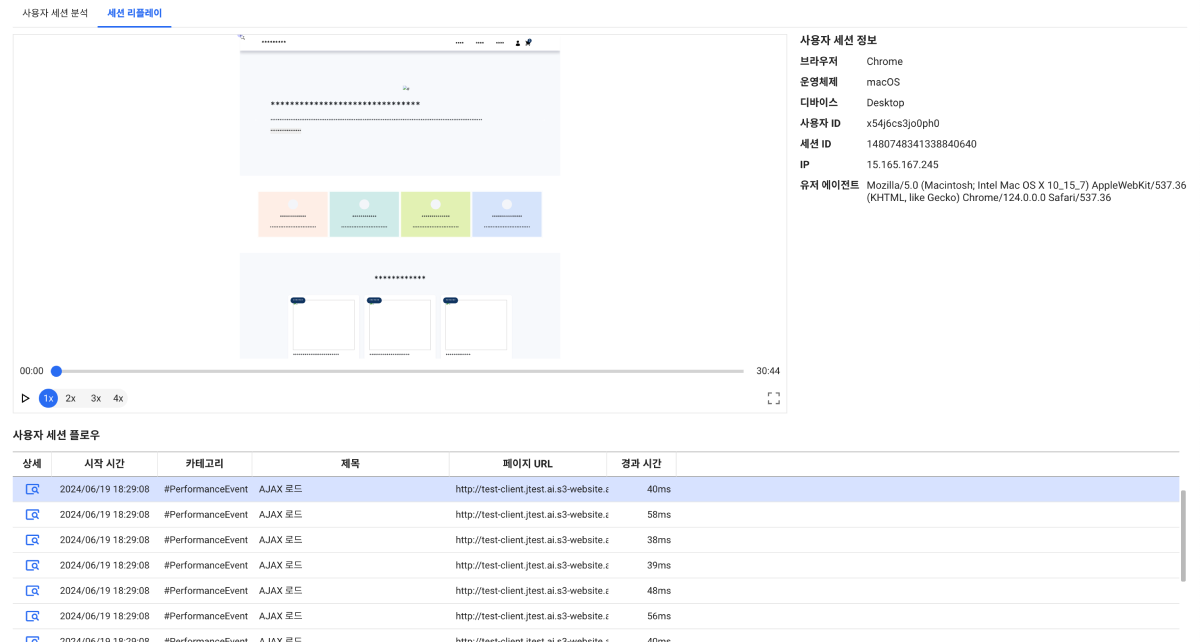 사용자 세션 분석 세션 리플레이
사용자 세션 정보
브라우저 Chrome
운영체제 macOS
디바이스 Desktop
사용자 ID x54j6cs3jo0ph0
세션 ID 1480748341338840640
IP 15.165.167.245
유저 에이전트 Mozilla/5.0 (Macintosh; Intel Mac OS X 10_15_7) AppleWebKit/537.36
(KHTML, like Gecko) Chrome/124.0.0.0 Safari/537.36
00:00 30:44
1x 2x 3x 4x
사용자 세션 플로우
상세 시작 시간 카테고리 제목 페이지 URL 경과 시간
2024/06/19 18:29:08 #PerformanceEvent AJAX 로드 http://test-client.jtest.ai.s3-website.a 40ms
2024/06/19 18:29:08 #PerformanceEvent AJAX 로드 http://test-client.jtest.ai.s3-website.a 58ms
2024/06/19 18:29:08 #PerformanceEvent AJAX 로드 http://test-client.jtest.ai.s3-website.a 38ms
2024/06/19 18:29:08 #PerformanceEvent AJAX 로드 http://test-client.jtest.ai.s3-website.a 39ms
2024/06/19 18:29:08 #PerformanceEvent AJAX 로드 http://test-client.jtest.ai.s3-website.a 48ms
2024/06/19 18:29:08 #PerformanceEvent AJAX 로드 http://test-client.jtest.ai.s3-website.a 56ms
2024/06/19 18:29:08 #PerformanceEvent AJAX 로드 http://test-client.jtest.ai.s3-website.a 40ms